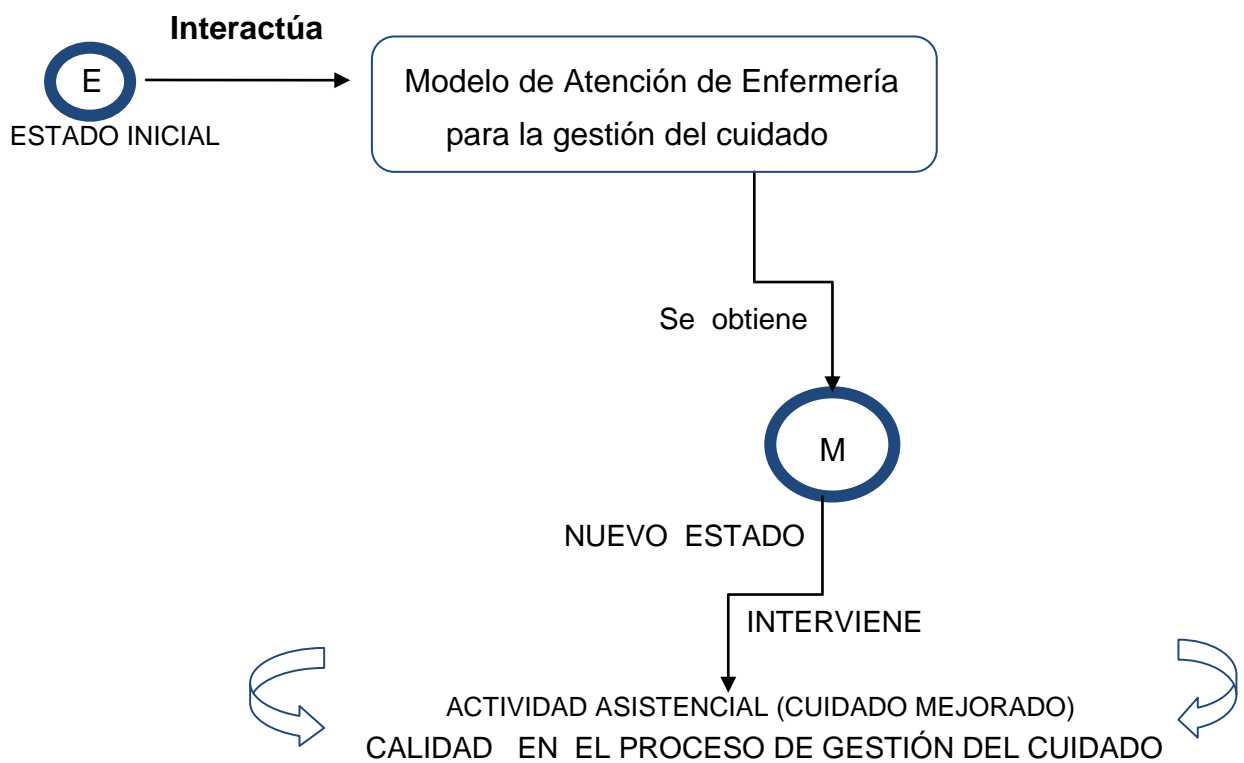 Interactúa
E
ESTADO INICIAL
Modelo de Atención de Enfermería
para la gestión del cuidado
Se obtiene
M
NUEVO ESTADO
INTERVIENE
ACTIVIDAD ASISTENCIAL (CUIDADO MEJORADO)
CALIDAD EN EL PROCESO DE GESTIÓN DEL CUIDADO